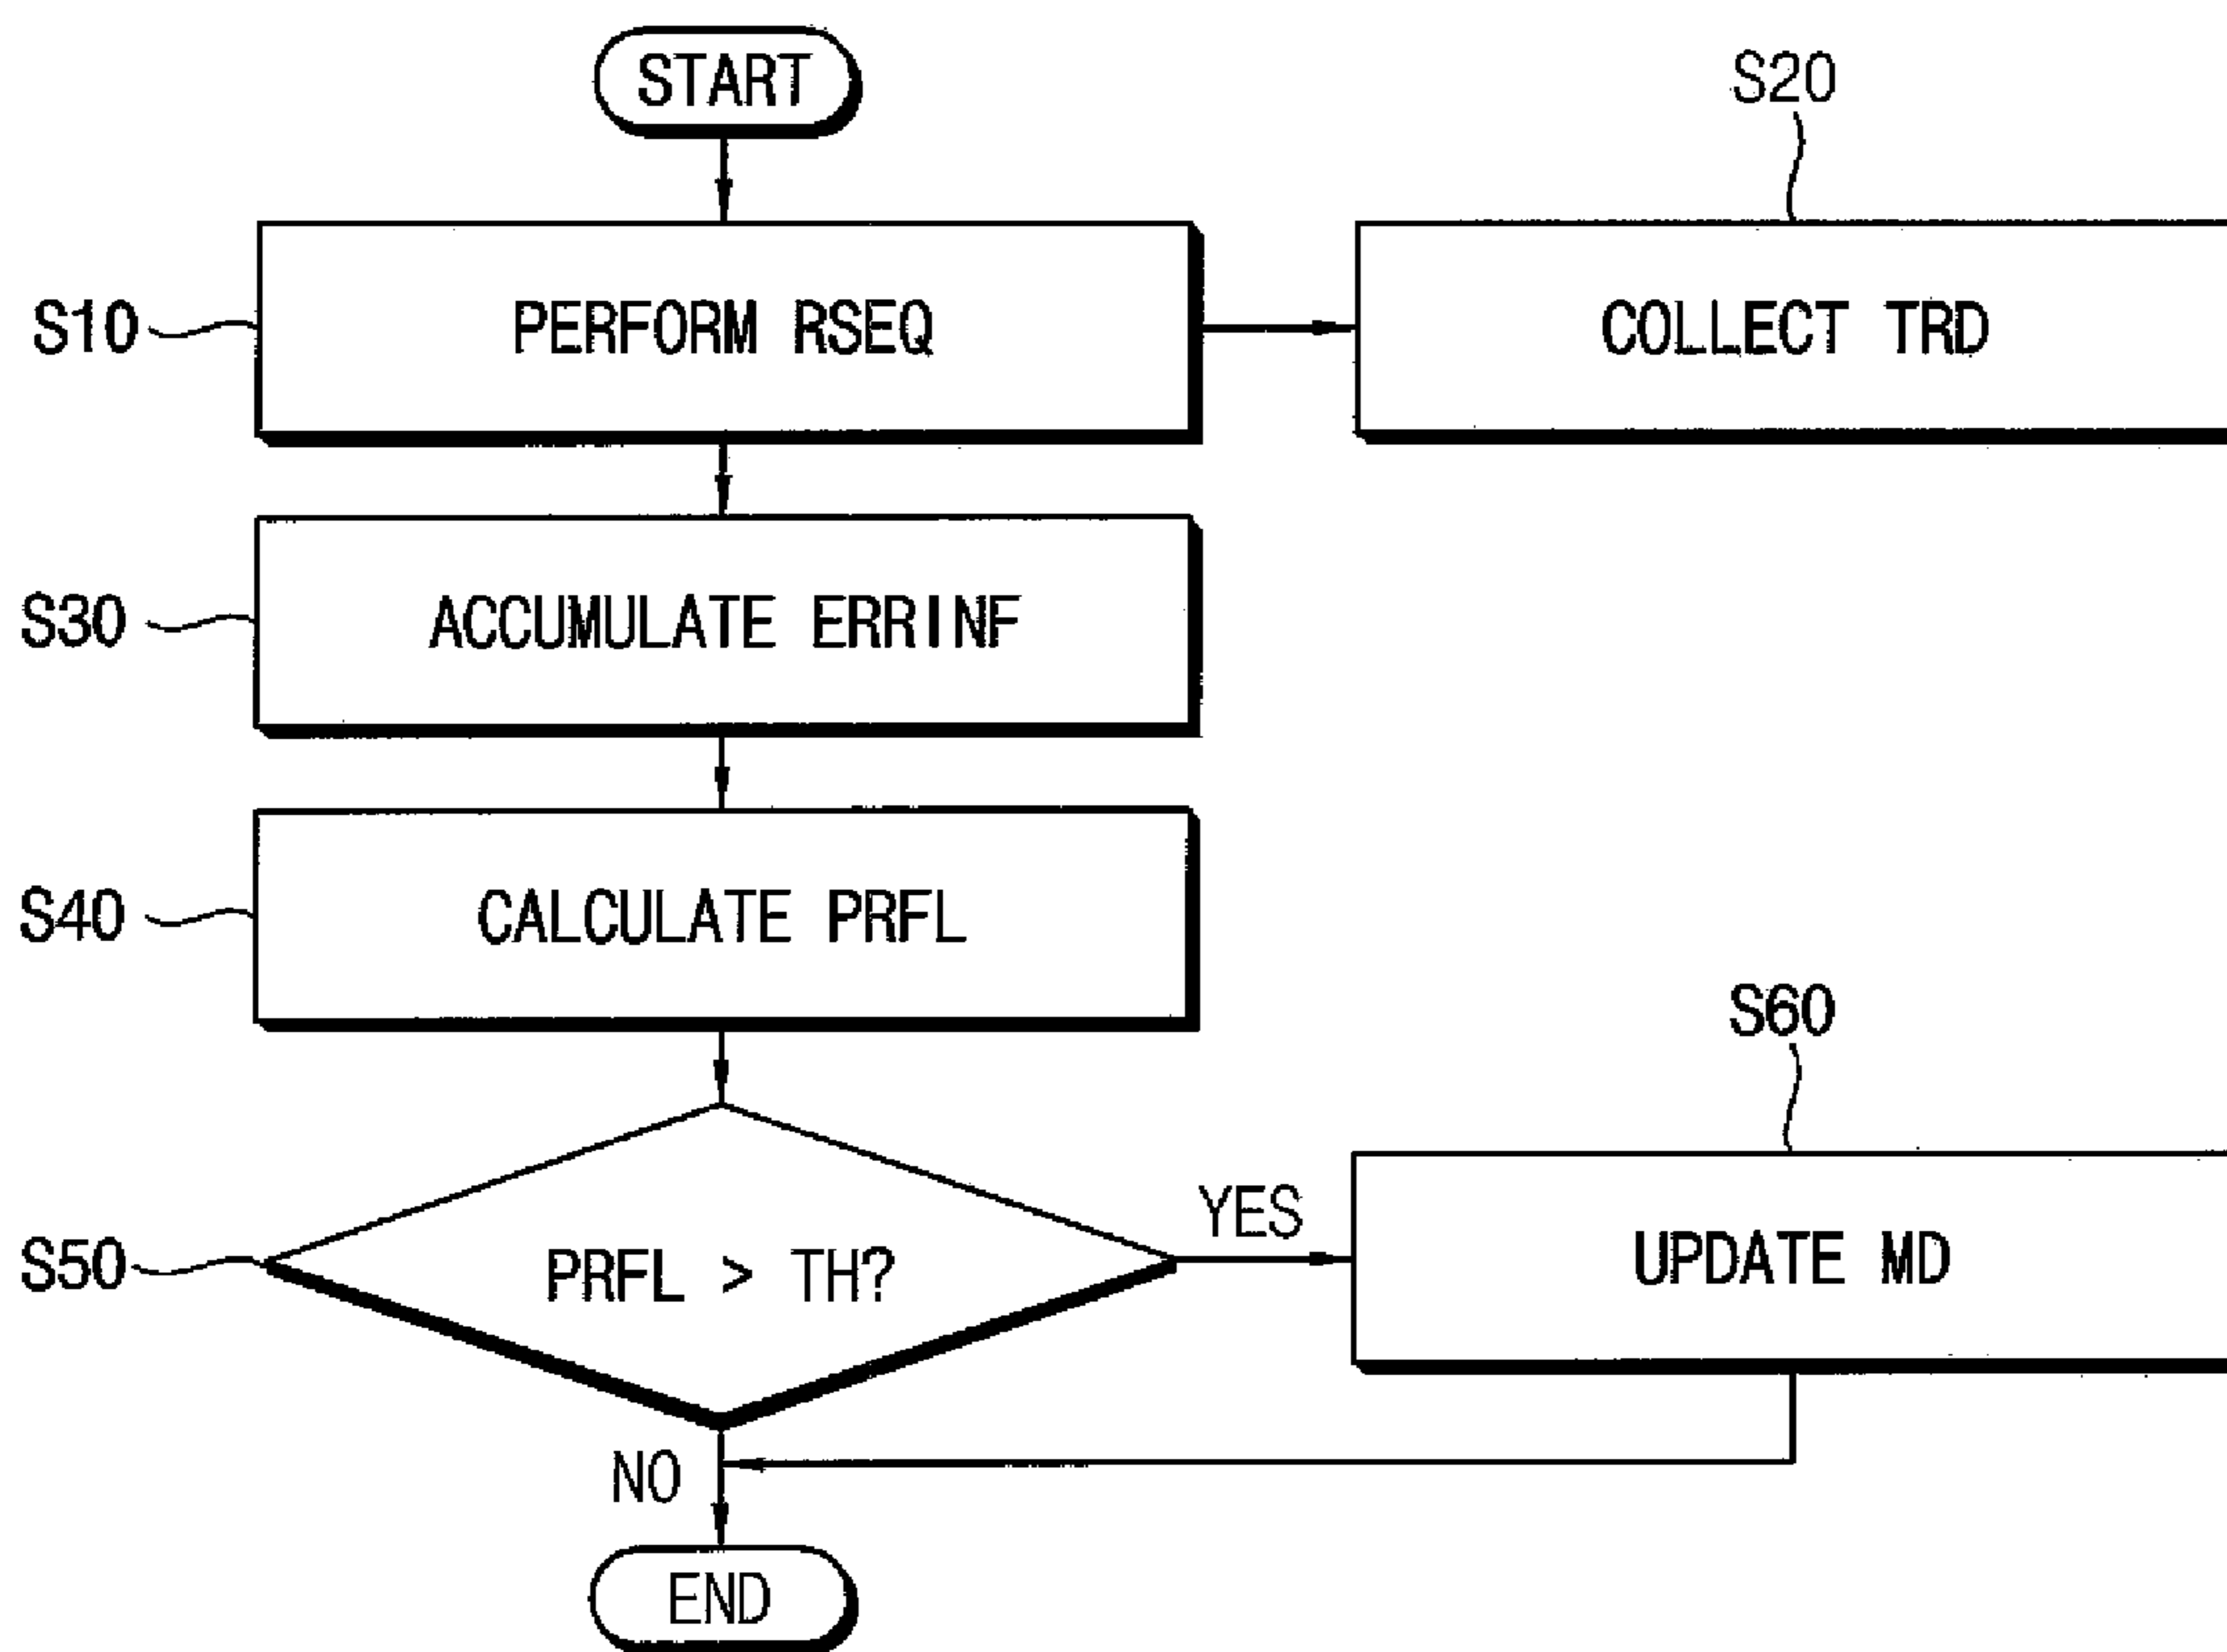 START
S20
S10
PERFORM RSEQ
COLLECT TRD
S30
ACCUMULATE ERRINF
S40
CALCULATE PRFL
S60
YES
S50
PRFL > TH?
UPDATE MD
NO
END